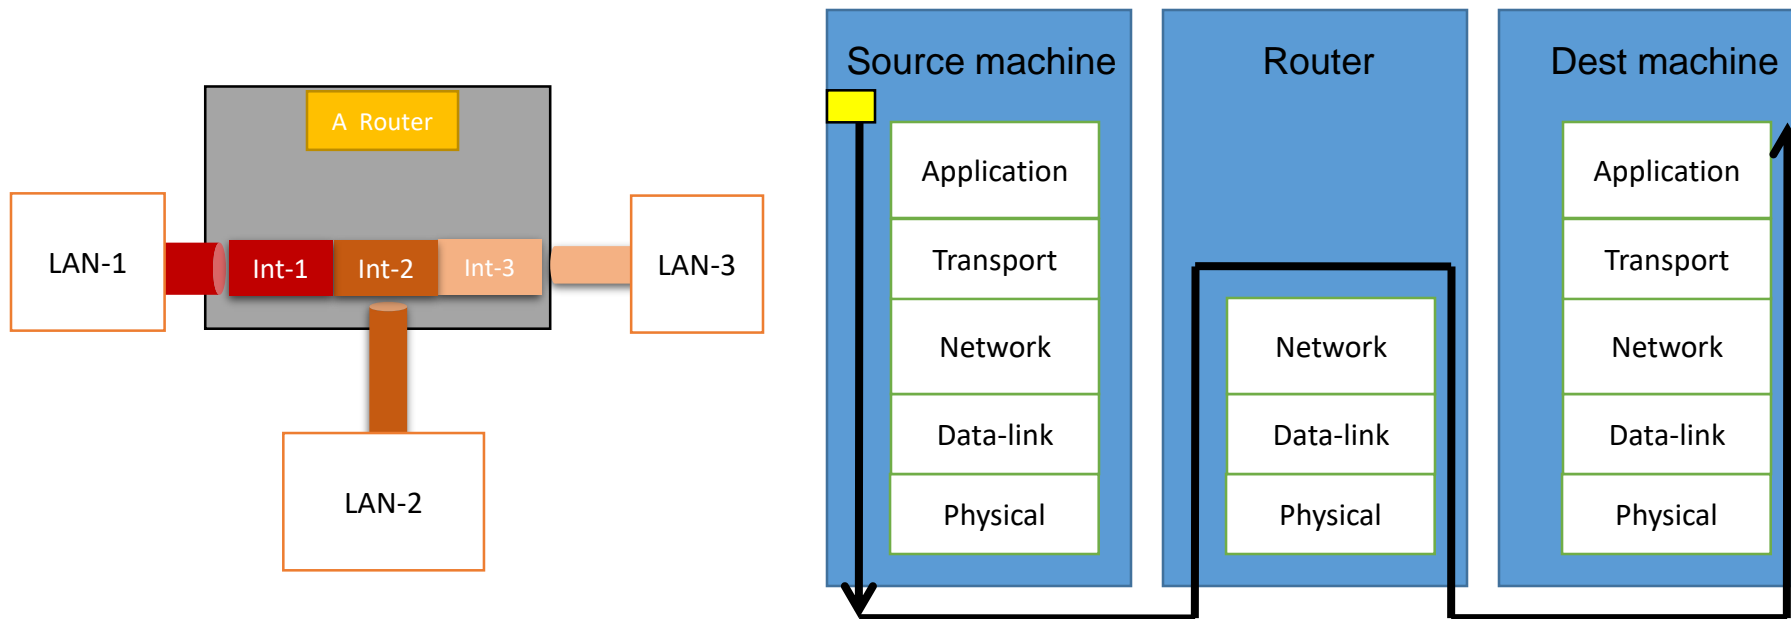 A Router
LAN-1
Int-1
Int-2
Int-3
LAN-3
LAN-2
Source machine
Application
Transport
Network
Data-link
Physical
Router
Network
Data-link
Physical
Dest machine
Application
Transport
Network
Data-link
Physical